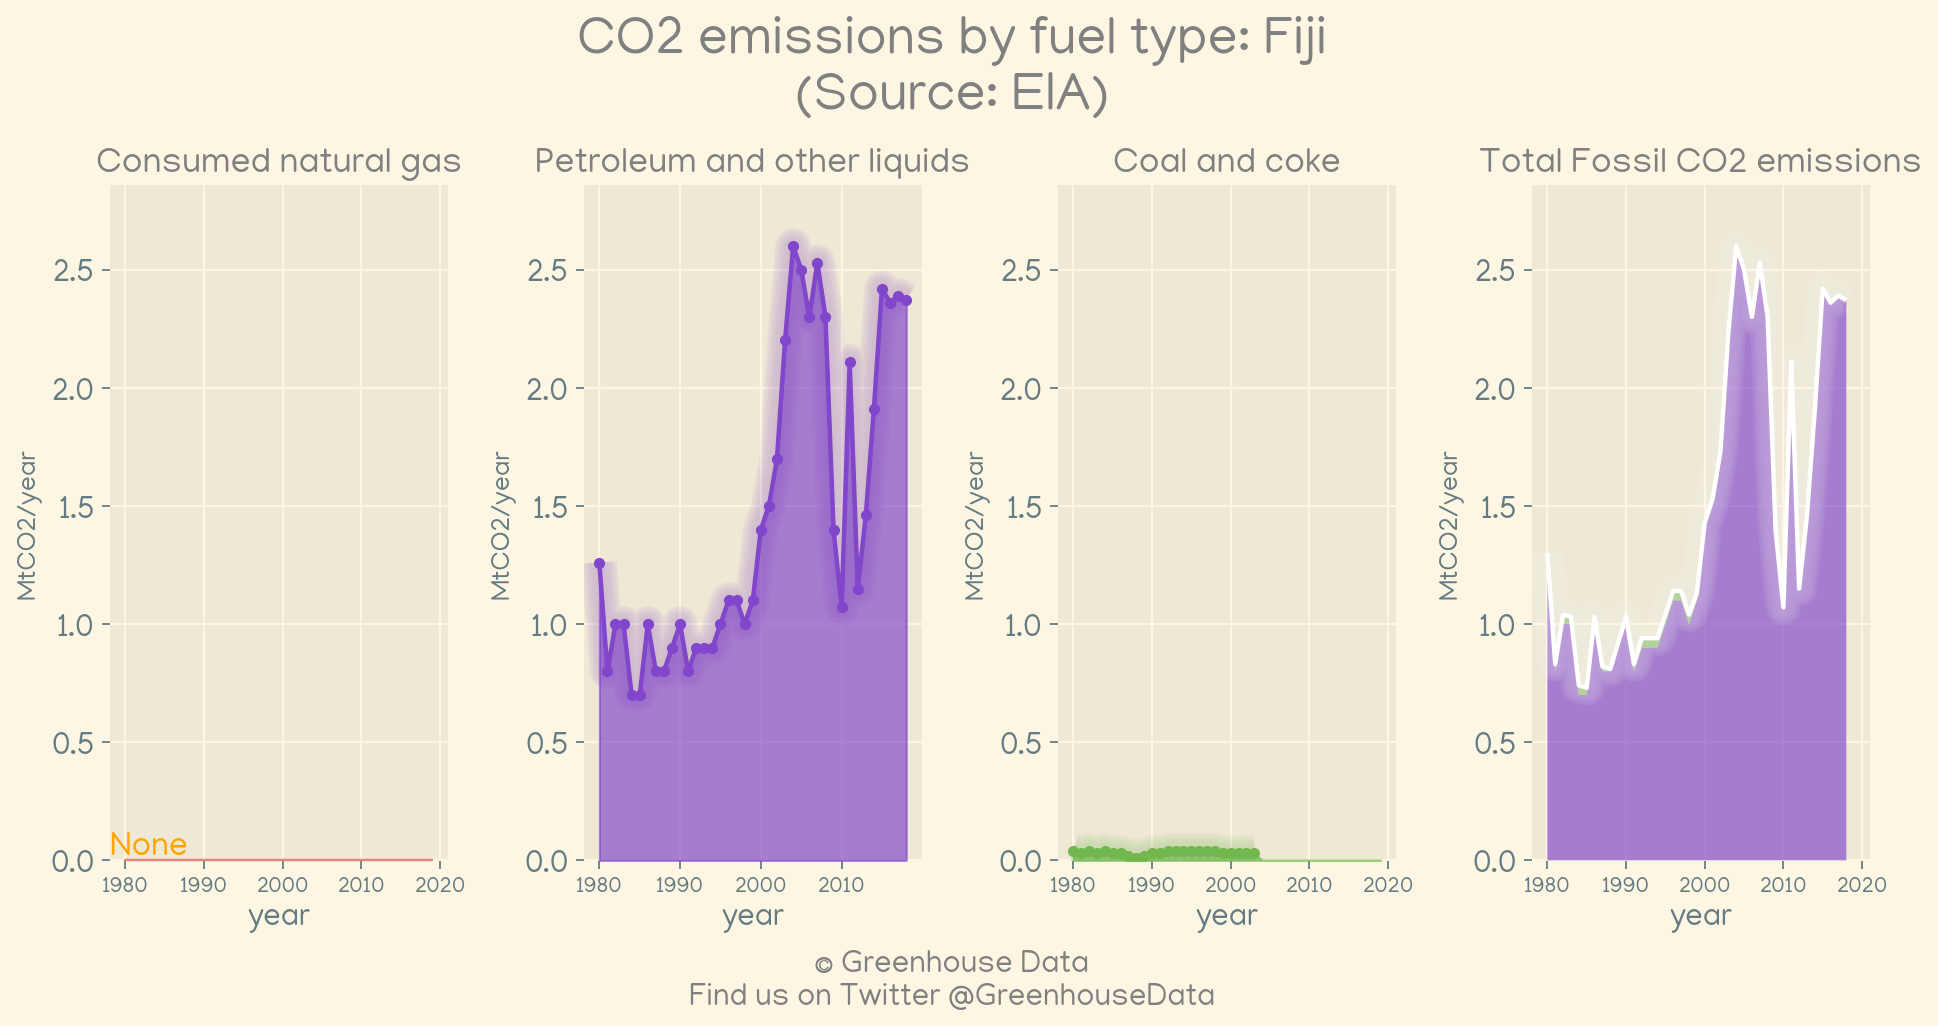 CO2 emissions by fuel type: Fiji
(Source: EIA)
Consumed natural gas
Petroleum and other liquids
Coal and coke
Total Fossil CO2 emissions
MtCO2/year
2.5
2.0
1.5
1.0
0.5
0.0
None
1980 1990 2000 2010 2020
year
MtCO2/year
2.5
2.0
1.5
1.0
0.5
0.0
1980 1990 2000 2010
year
MtCO2/year
2.5
2.0
1.5
1.0
0.5
0.0
1980 1990 2000 2010 2020
year
MtCO2/year
2.5
2.0
1.5
1.0
0.5
0.0
1980 1990 2000 2010 2020
year
© Greenhouse Data
Find us on Twitter @GreenhouseData